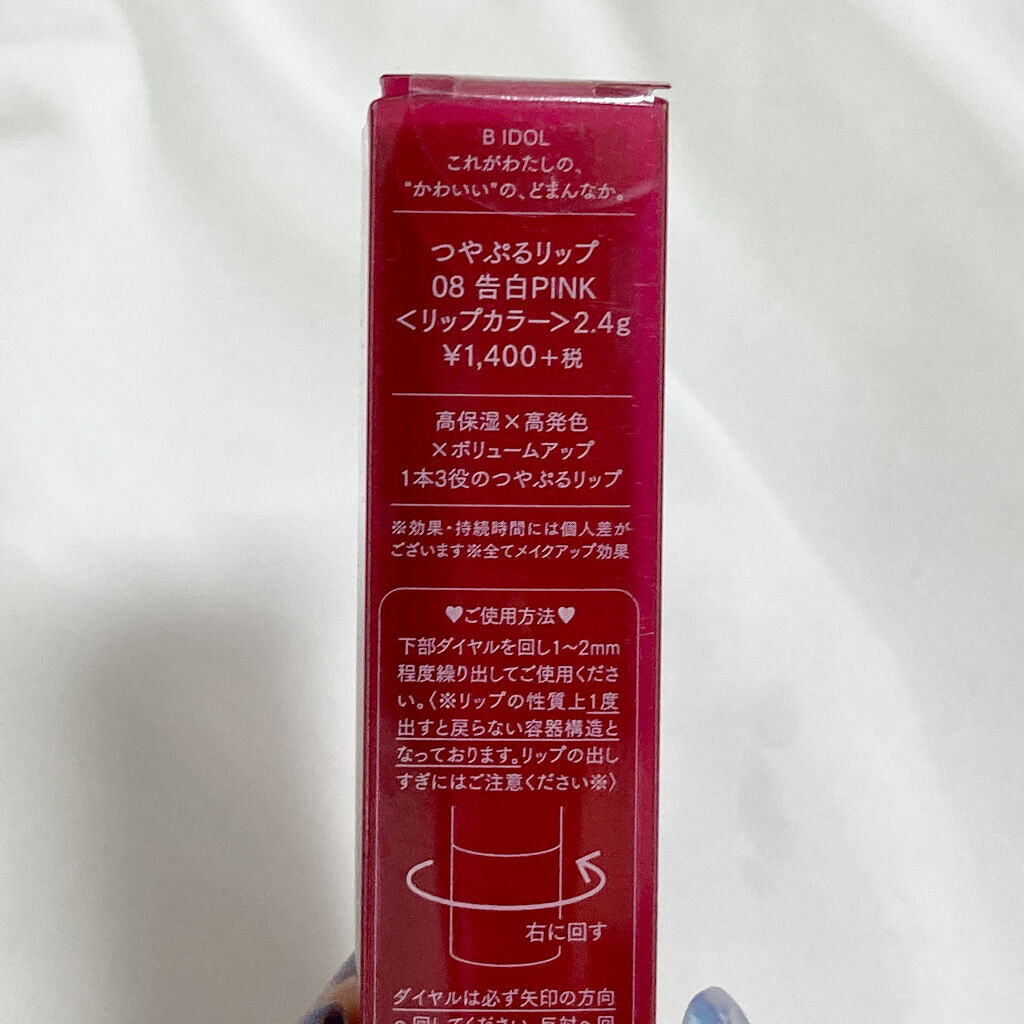 B IDOL
これがわたしの、
"かわいい"の、どまんなか。
つやぷるリップ
08 告白PINK
＜リップカラー＞2.4g
¥1,400＋税
高保湿×高発色
×ボリュームアップ
1本3役のつやぷるリップ
※効果・持続時間には個人差が
ございます※全てメイクアップ効果
♥ご使用方法♥
下部ダイヤルを回し1〜2mm
程度繰り出してご使用くださ
い。〈※リップの性質上1度
出すと戻らない容器構造と
なっております。リップの出し
すぎにはご注意ください※〉
右に回す
ダイヤルは必ず矢印の方向